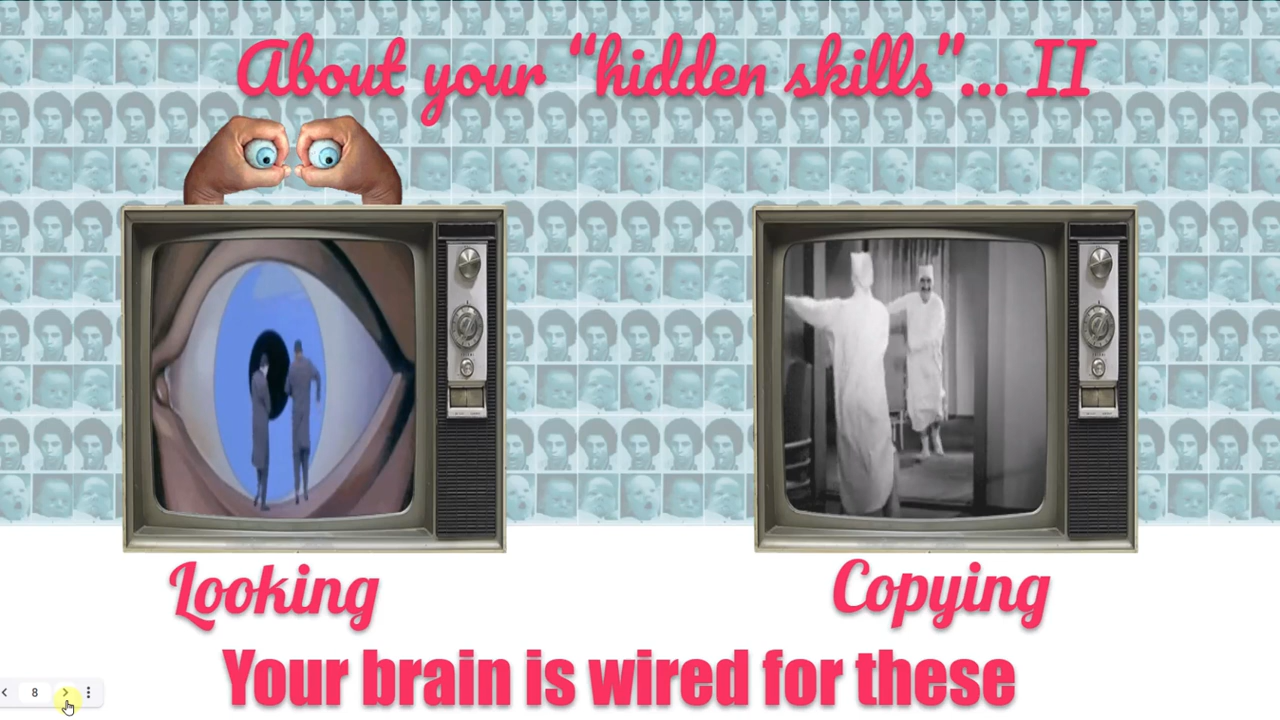 About your “hidden skills”... II
Looking
Copying
Your brain is wired for these
8